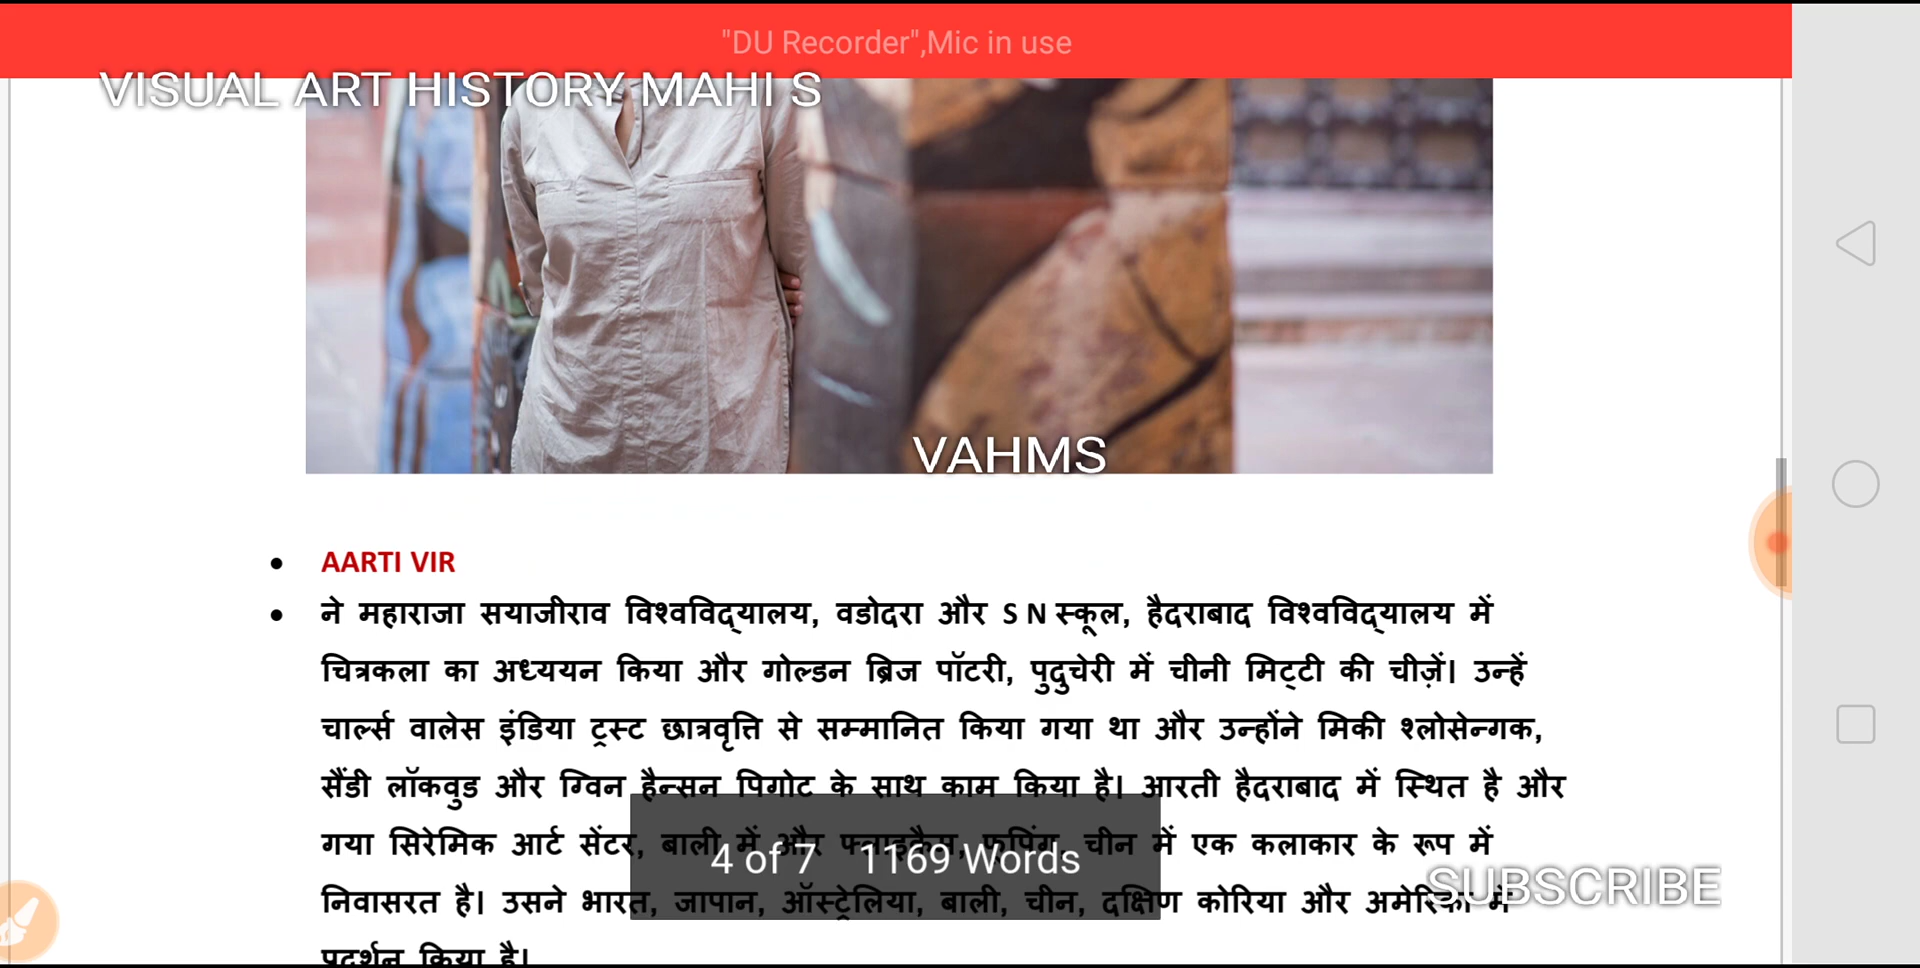 "DU Recorder",Mic in use
VISUAL ART HISTORY MAHI S
VAHMS
• AARTI VIR
• ने महाराजा सयाजीराव विश्वविद्यालय, वडोदरा और S N स्कूल, हैदराबाद विश्वविद्यालय में
चित्रकला का अध्ययन किया और गोल्डन ब्रिज पॉटरी, पुदुचेरी में चीनी मिट्टी की चीज़ें। उन्हें
चार्ल्स वालेस इंडिया ट्रस्ट छात्रवृत्ति से सम्मानित किया गया था और उन्होंने मिकी श्लोसेन्गक,
सैंडी लॉकवुड और ग्विन हैन्सन पिगोट के साथ काम किया है। आरती हैदराबाद में स्थित है और
गया सिरेमिक आर्ट सेंटर, बाली में और फ्लाइकैम, फूपिंग, चीन में एक कलाकार के रूप में
4 of 7 1169 Words
निवासरत है। उसने भारत, जापान, ऑस्ट्रेलिया, बाली, चीन, दक्षिण कोरिया और अमेरिका में
SUBSCRIBE
प्रदर्शन किया है।